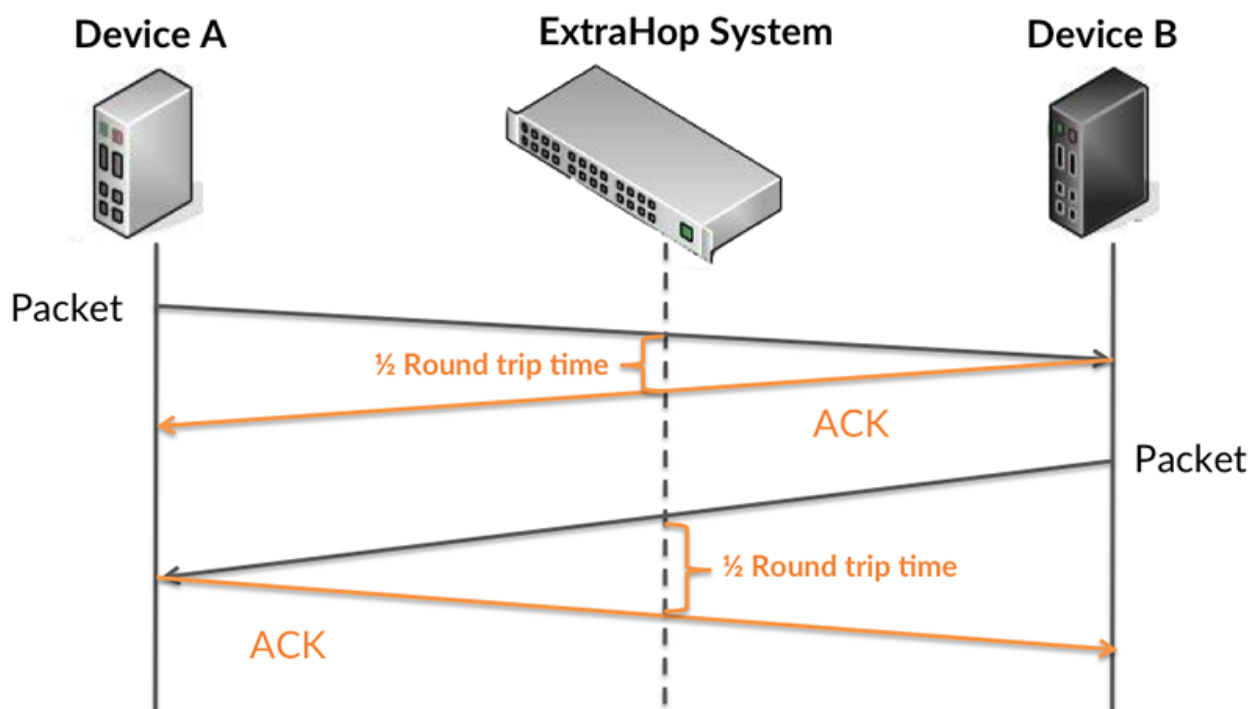 Device A
ExtraHop System
Device B
Packet
½ Round trip time
ACK
Packet
½ Round trip time
ACK